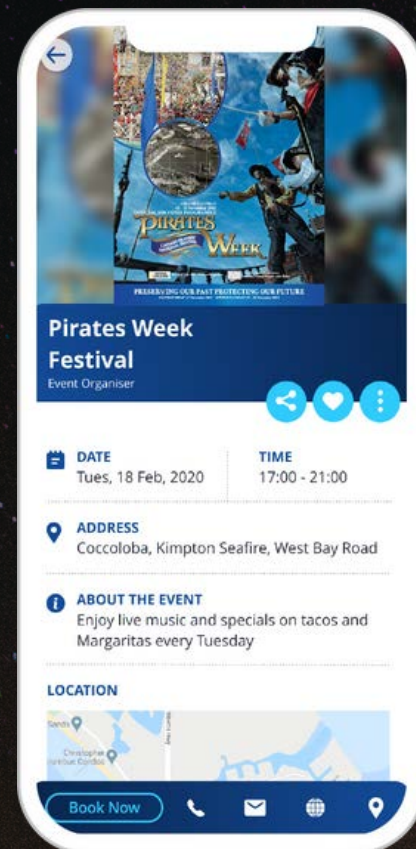 PIRATES
WEEK
PRESERVING OUR PAST PROTECTING OUR FUTURE
Pirates Week
Festival
Event Organiser
DATE
Tues, 18 Feb, 2020
TIME
17:00 - 21:00
ADDRESS
Coccoloba, Kimpton Seafire, West Bay Road
ABOUT THE EVENT
Enjoy live music and specials on tacos and
Margaritas every Tuesday
LOCATION
Book Now